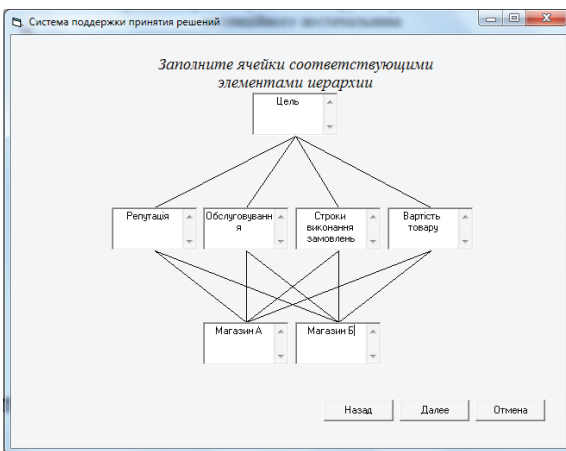 Система поддержки принятия решений
Заполните ячейки соответствующими
элементами иерархии
Цель
Репутація
Обслуговуванн
я
Строки
виконання
замовлень
Вартість
товару
Магазин А
Магазин Б
Назад
Далее
Отмена